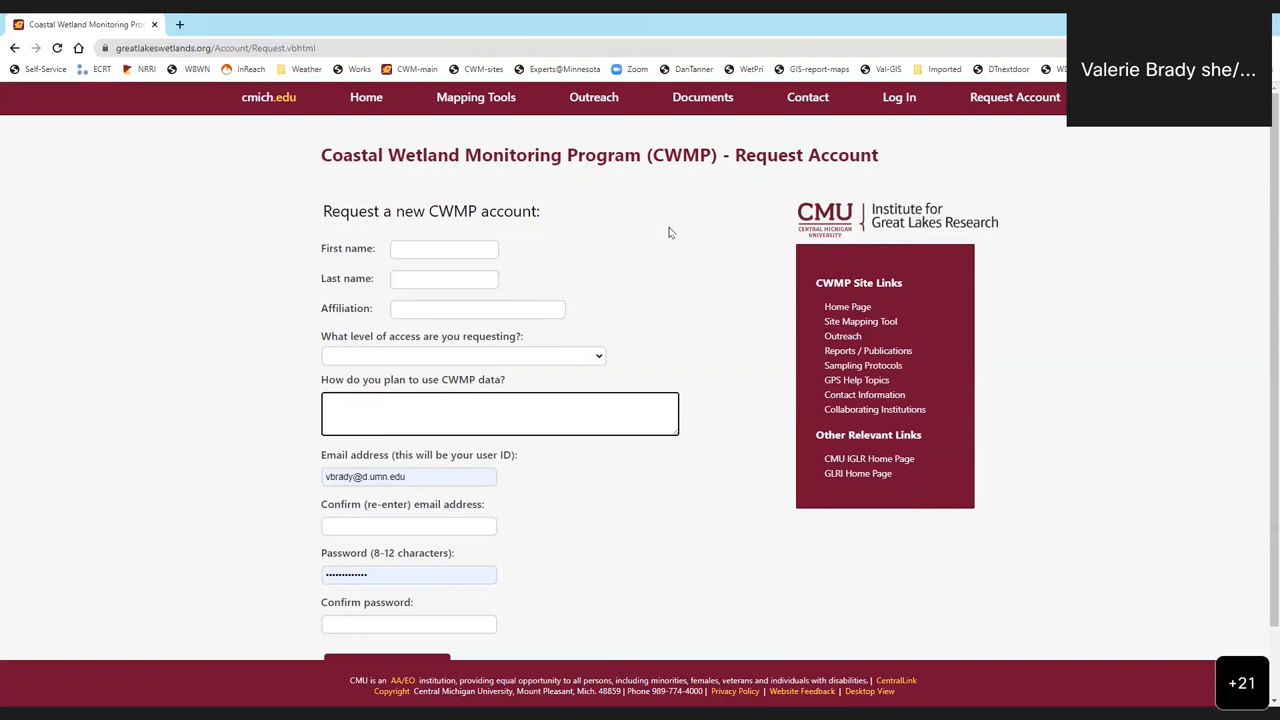 Coastal Wetland Monitoring Pro
greatlakeswetlands.org/Account/Request.vbhtml
Self-Service ECRT NRRI W8WN InReach Weather Works CWM-main CWM-sites Experts@Minnesota Zoom DanTanner WetPri GIS-report-maps Val-GIS Imported DTnextdoor
Valerie Brady she/...
cmich.edu Home Mapping Tools Outreach Documents Contact Log In Request Account
Coastal Wetland Monitoring Program (CWMP) - Request Account
Request a new CWMP account:
First name:
Last name:
Affiliation:
What level of access are you requesting?:
How do you plan to use CWMP data?
Email address (this will be your user ID):
vbrady@d.umn.edu
Confirm (re-enter) email address:
Password (8-12 characters):
•••••••••••••
Confirm password:
CMU
CENTRAL MICHIGAN
UNIVERSITY
Institute for
Great Lakes Research
CWMP Site Links
Home Page
Site Mapping Tool
Outreach
Reports / Publications
Sampling Protocols
GPS Help Topics
Contact Information
Collaborating Institutions
Other Relevant Links
CMU IGLR Home Page
GLRI Home Page
CMU is an AA/EO institution, providing equal opportunity to all persons, including minorities, females, veterans and individuals with disabilities. | CentralLink
Copyright Central Michigan University, Mount Pleasant, Mich. 48859 | Phone 989-774-4000 | Privacy Policy | Website Feedback | Desktop View
+21